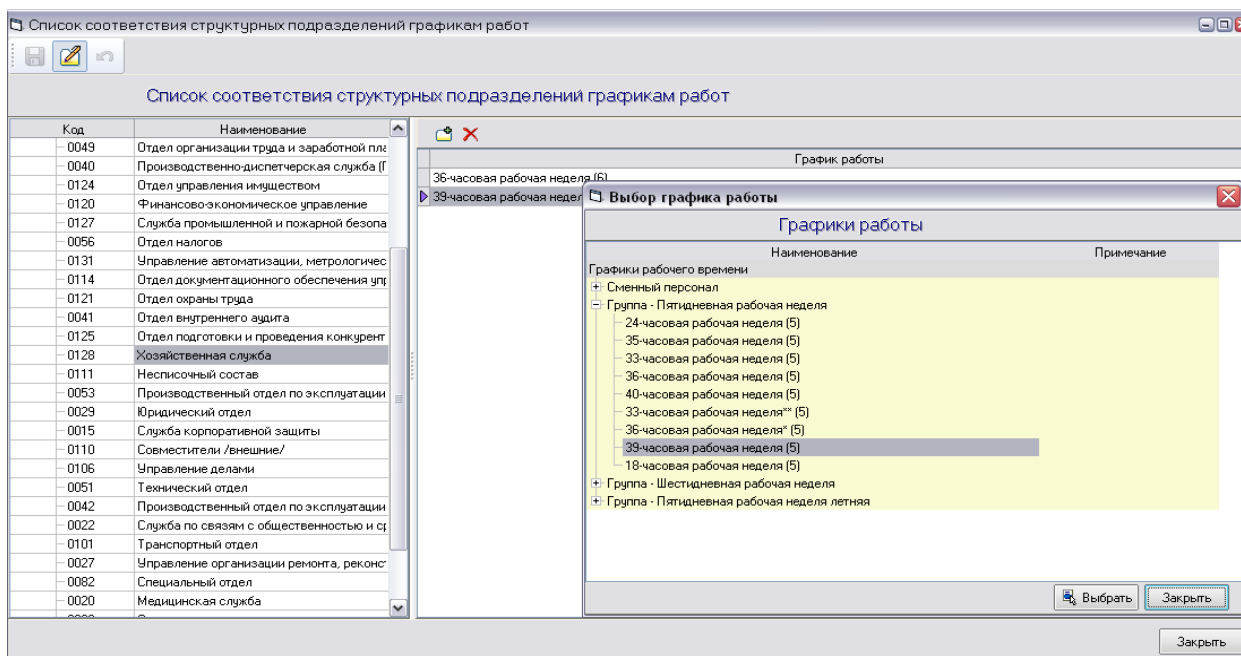 Список соответствия структурных подразделений графикам работ
Список соответствия структурных подразделений графикам работ
Код Наименование
0049 Отдел организации труда и заработной
0040 Производственно-диспетчерская служба
0124 Отдел управления имуществом
0120 Финансово-экономическое управление
0127 Служба промышленной и пожарной безопа
0056 Отдел налогов
0131 Управление автоматизации, метрологичес
0114 Отдел документационного обеспечения
0121 Отдел охраны труда
0041 Отдел внутреннего аудита
0125 Отдел подготовки и проведения конкурент
0128 Хозяйственная служба
0111 Несписочный состав
0053 Производственный отдел по эксплуатации
0029 Юридический отдел
0015 Служба корпоративной защиты
0110 Совместители /внешние/
0106 Управление делами
0051 Технический отдел
0042 Производственный отдел по эксплуатации
0022 Служба по связям с общественностью и
0101 Транспортный отдел
0027 Управление организации ремонта, реконс
0082 Специальный отдел
0020 Медицинская служба
График работы
36-часовая рабочая неделя (6)
39-часовая рабочая недел
Выбор графика работы
Графики работы
Наименование Примечание
Графики рабочего времени
Сменный персонал
Группа - Пятидневная рабочая неделя
24-часовая рабочая неделя (5)
35-часовая рабочая неделя (5)
33-часовая рабочая неделя (5)
36-часовая рабочая неделя (5)
40-часовая рабочая неделя (5)
33-часовая рабочая неделя** (5)
36-часовая рабочая неделя* (5)
39-часовая рабочая неделя (5)
18-часовая рабочая неделя (5)
Группа - Шестидневная рабочая неделя
Группа - Пятидневная рабочая неделя летняя
Выбрать Закрыть
Закрыть